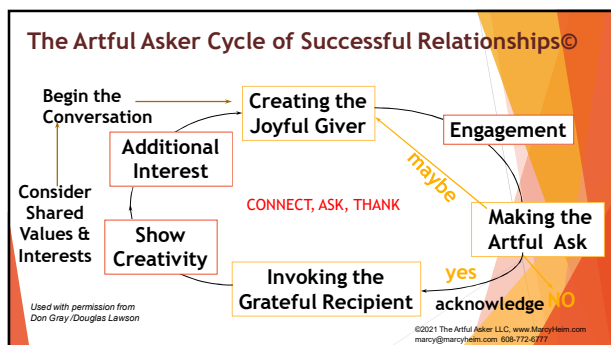 The Artful Asker Cycle of Successful Relationships©
Begin the
Conversation
Creating the
Joyful Giver
Engagement
Additional
Interest
maybe
Consider
Shared
Values &
Interests
CONNECT, ASK, THANK
Making the
Artful Ask
Show
Creativity
Invoking the
Grateful Recipient
yes
acknowledge NO
Used with permission from
Don Gray /Douglas Lawson
©2021 The Artful Asker LLC, www.MarcyHeim.com
marcy@marcyheim.com 608-772-6777